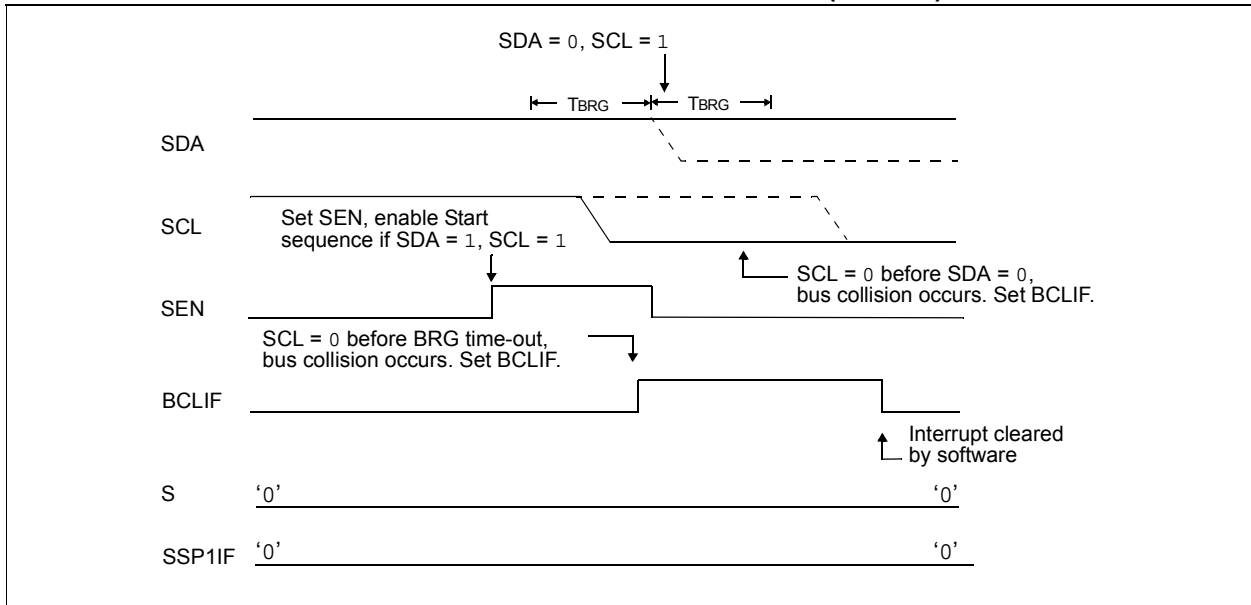 SDA = 0, SCL = 1
TBRG TBRG
SDA
SCL
Set SEN, enable Start
sequence if SDA = 1, SCL = 1
SCL = 0 before SDA = 0,
bus collision occurs. Set BCLIF.
SEN
SCL = 0 before BRG time-out,
bus collision occurs. Set BCLIF.
BCLIF
Interrupt cleared
by software
S ‘0’ ‘0’
SSP1IF ‘0’ ‘0’